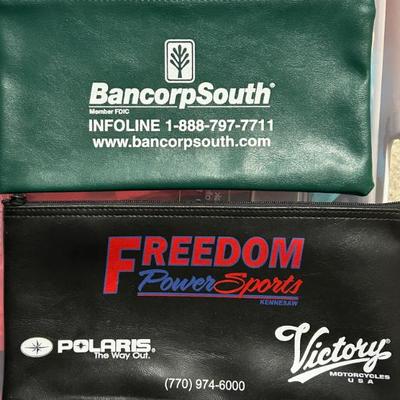 BancorpSouth®
Member FDIC
INFOLINE 1-888-797-7711
www.bancorpsouth.com
FREEDOM
PowerSports
KENNESAW
POLARIS®
The Way Out.
Victory®
MOTORCYCLES
USA
(770) 974-6000